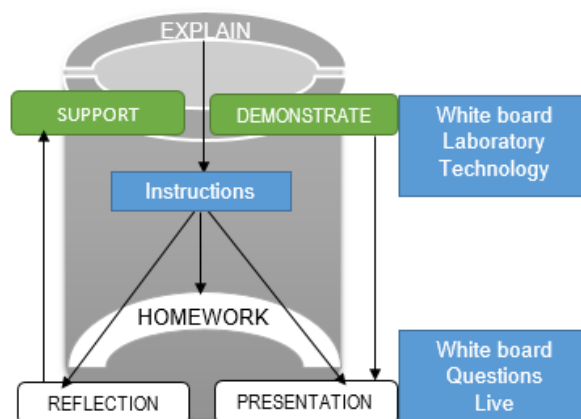 EXPLAIN
SUPPORT
DEMONSTRATE
White board
Laboratory
Technology
Instructions
HOMEWORK
White board
Questions
Live
REFLECTION
PRESENTATION